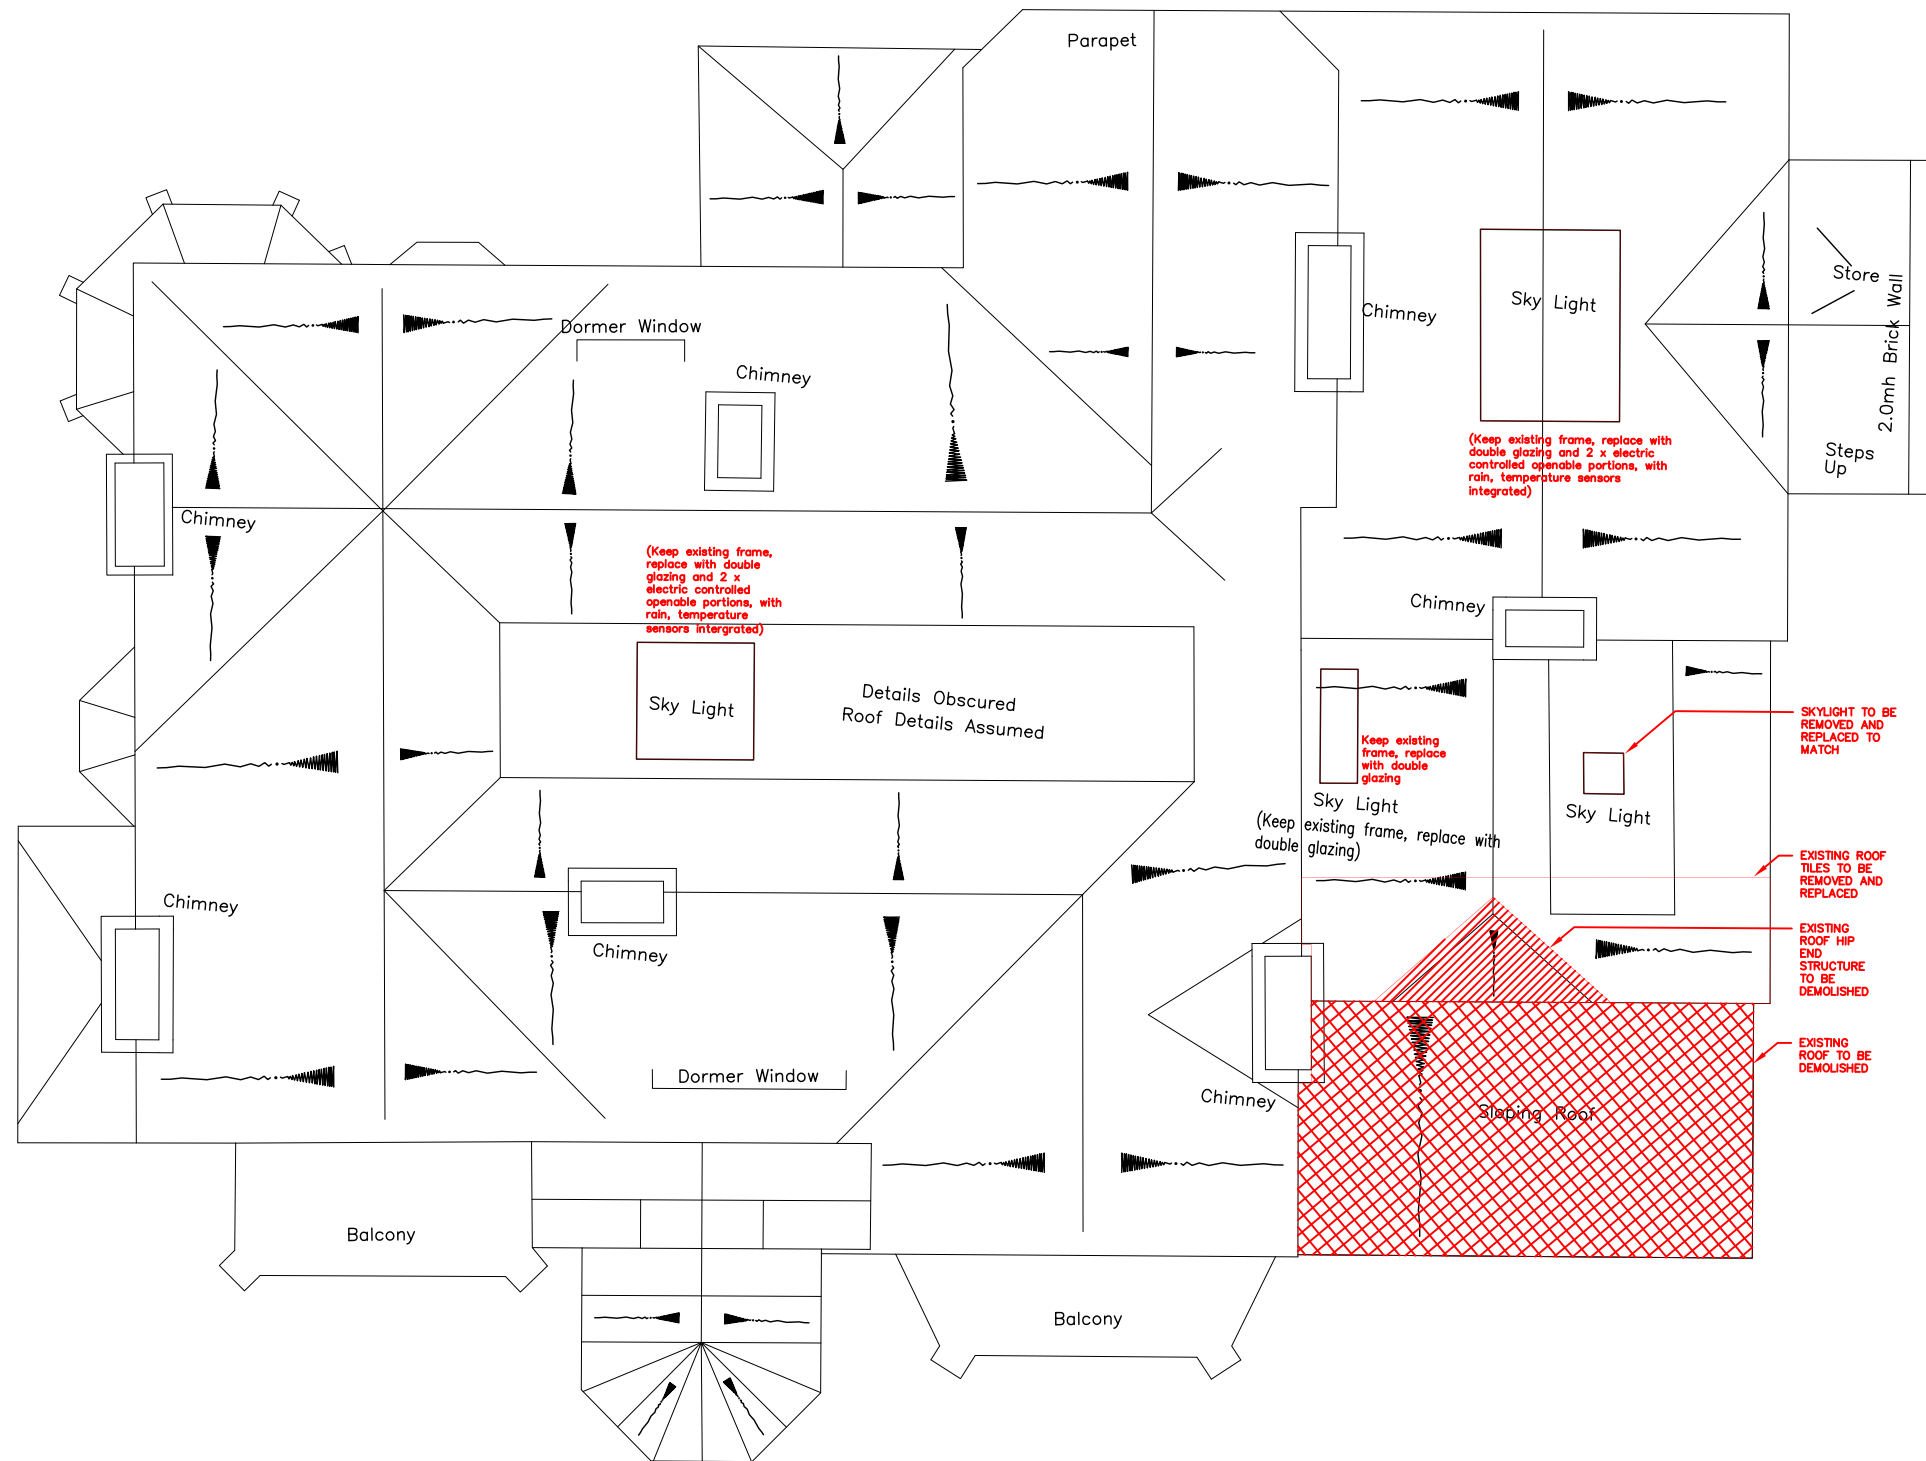 Parapet
Dormer Window
Chimney
Chimney
Sky Light
Store
2.0mh Brick Wall
Steps
Up
(Keep existing frame, replace with
double glazing and 2 x electric
controlled openable portions, with
rain, temperature sensors
integrated)
Chimney
(Keep existing frame,
replace with double
glazing and 2 x
electric controlled
openable portions, with
rain, temperature
sensors intergrated)
Chimney
Sky Light
Details Obscured
Roof Details Assumed
Keep existing
frame, replace
with double
glazing
Sky Light
(Keep existing frame, replace with
double glazing)
Sky Light
SKYLIGHT TO BE
REMOVED AND
REPLACED TO
MATCH
EXISTING ROOF
TILES TO BE
REMOVED AND
REPLACED
EXISTING
ROOF HIP
END
STRUCTURE
TO BE
DEMOLISHED
EXISTING
ROOF TO BE
DEMOLISHED
Chimney
Chimney
Dormer Window
Chimney
Sloping Roof
Balcony
Balcony